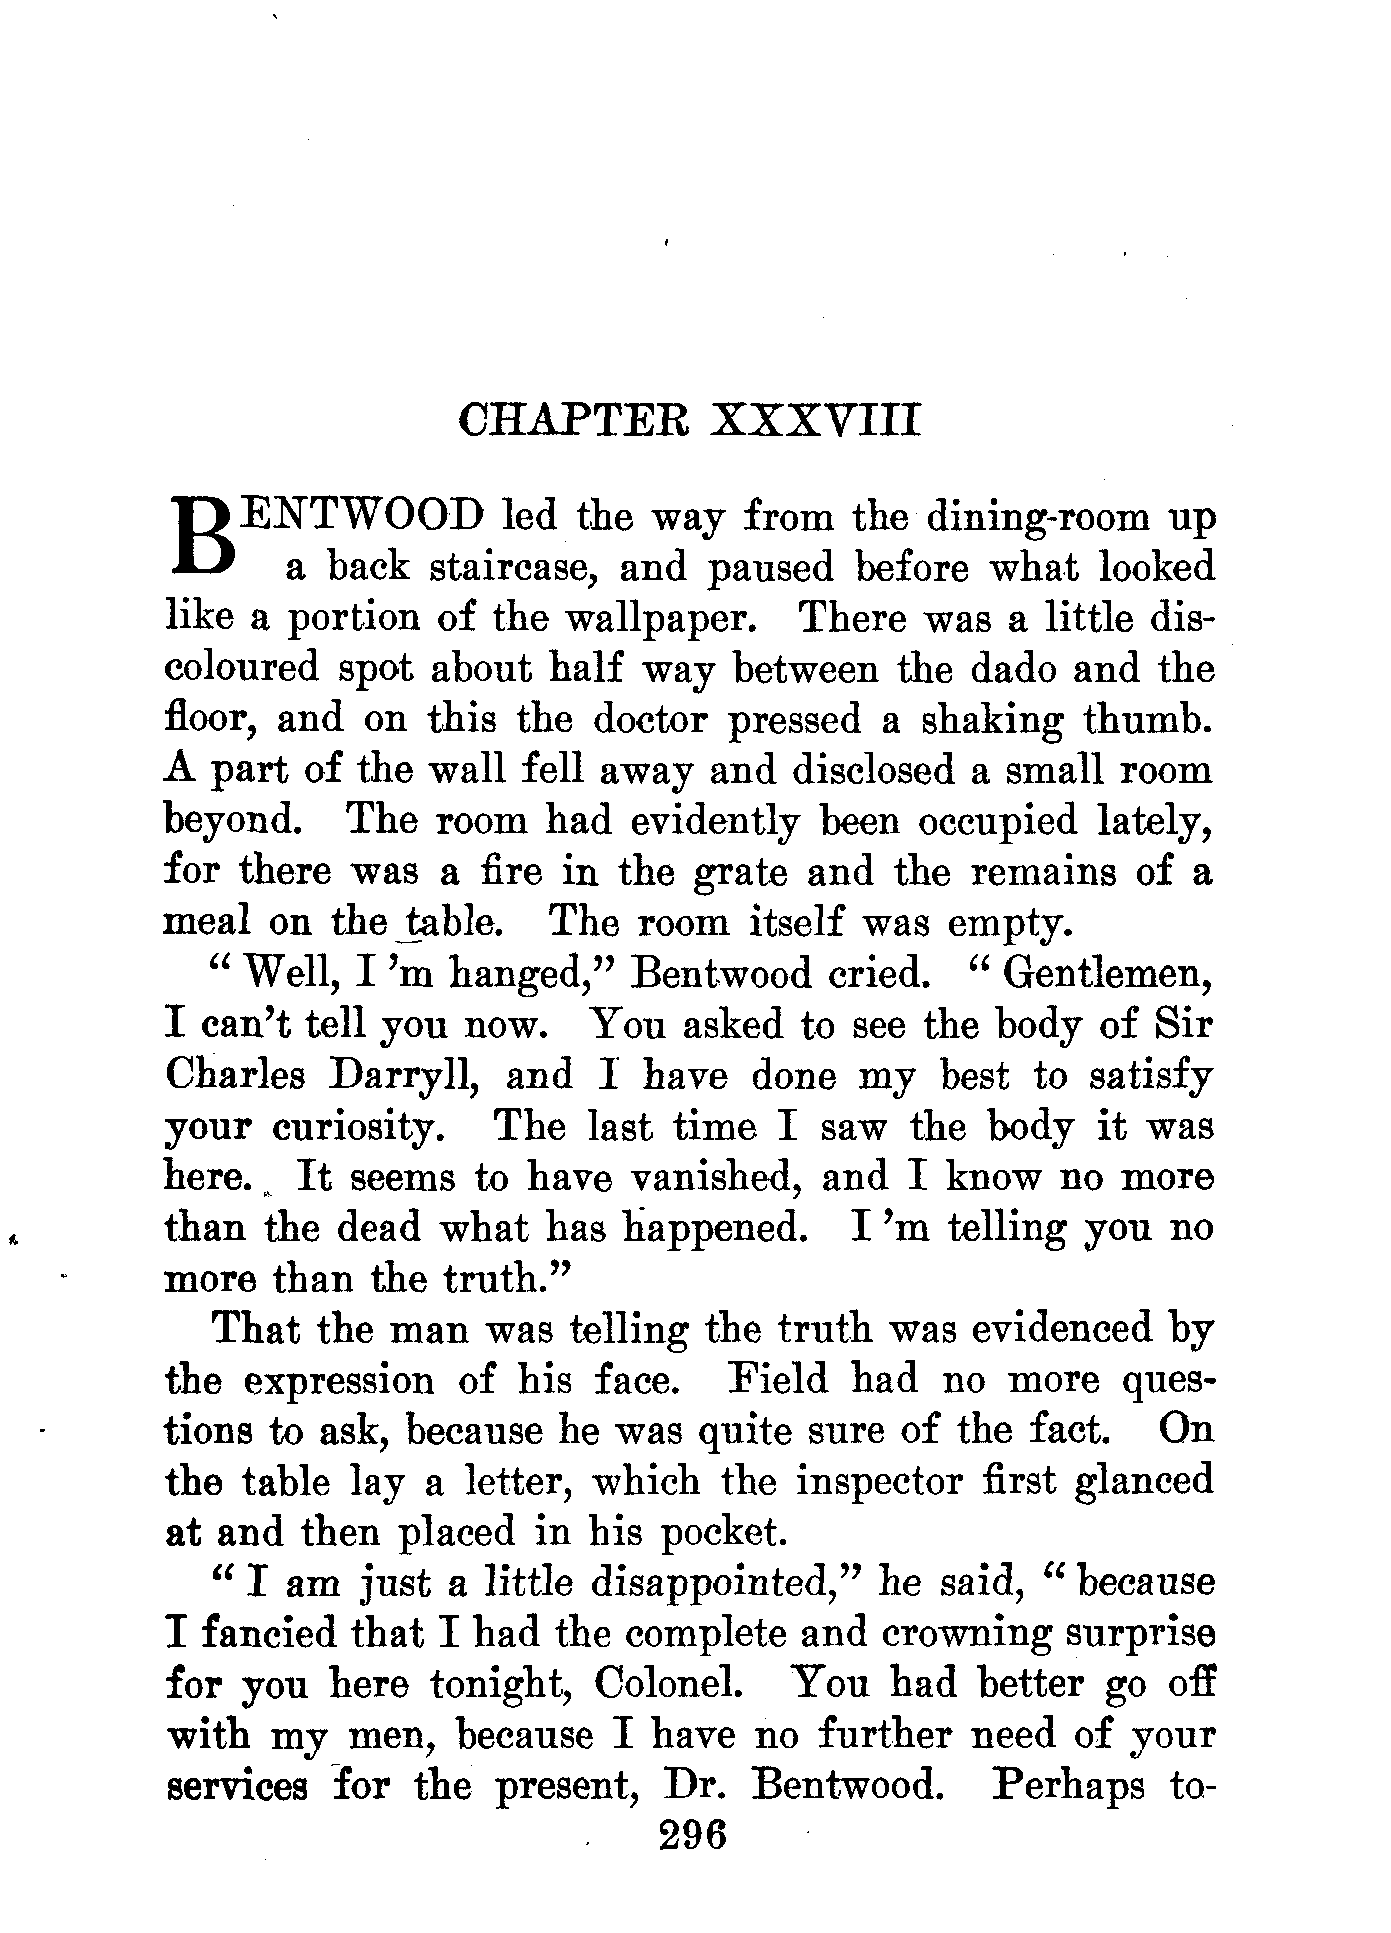 CHAPTER XXXVIII
BENTWOOD led the way from the dining-room up
a back staircase, and paused before what looked
like a portion of the wallpaper. There was a little dis-
coloured spot about half way between the dado and the
floor, and on this the doctor pressed a shaking thumb.
A part of the wall fell away and disclosed a small room
beyond. The room had evidently been occupied lately,
for there was a fire in the grate and the remains of a
meal on the table. The room itself was empty.
“ Well, I ’m hanged,” Bentwood cried. “ Gentlemen,
I can’t tell you now. You asked to see the body of Sir
Charles Darryll, and I have done my best to satisfy
your curiosity. The last time I saw the body it was
here. It seems to have vanished, and I know no more
than the dead what has happened. I ’m telling you no
more than the truth.”
That the man was telling the truth was evidenced by
the expression of his face. Field had no more ques-
tions to ask, because he was quite sure of the fact. On
the table lay a letter, which the inspector first glanced
at and then placed in his pocket.
“ I am just a little disappointed,” he said, “ because
I fancied that I had the complete and crowning surprise
for you here tonight, Colonel. You had better go off
with my men, because I have no further need of your
services for the present, Dr. Bentwood. Perhaps to-
296